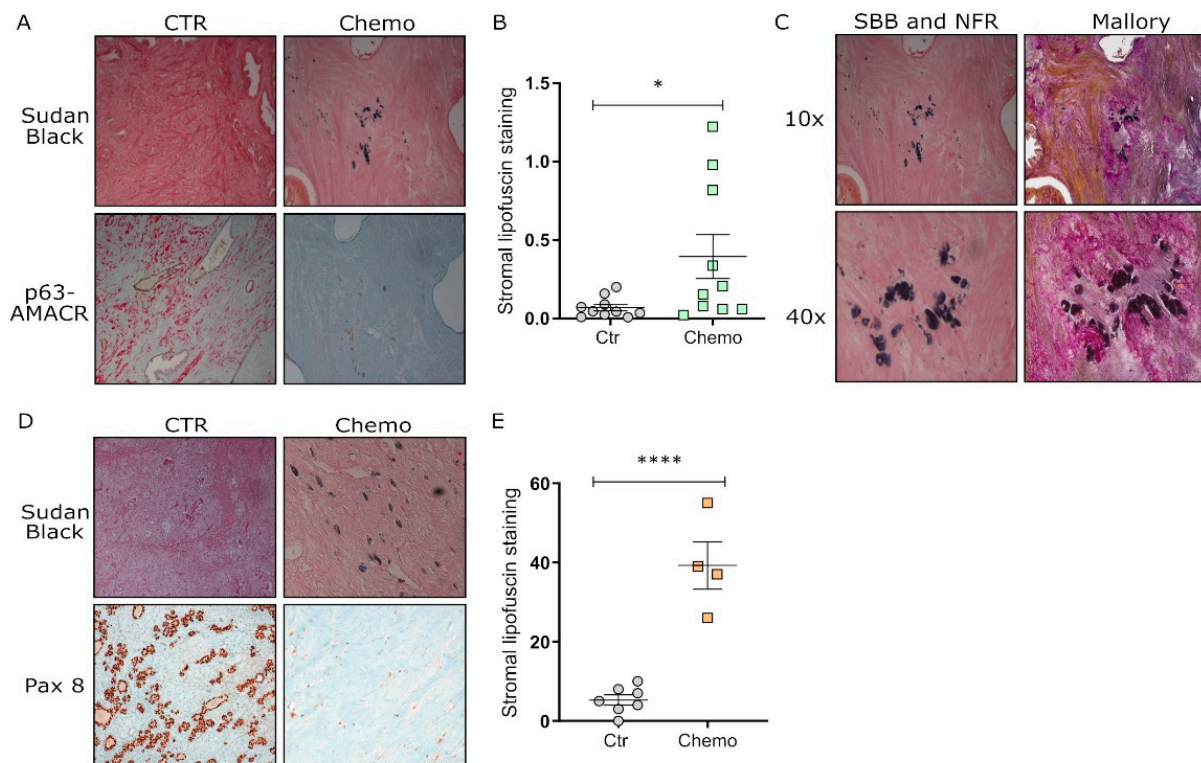 A
CTR
Chemo
Sudan
Black
p63-
AMACR
B
Stromal lipofuscin staining
1.5
1.0
0.5
0.0
*
Ctr
Chemo
C
SBB and NFR
Mallory
10x
40x
D
CTR
Chemo
Sudan
Black
Pax 8
E
Stromal lipofuscin staining
60
40
20
0
****
Ctr
Chemo